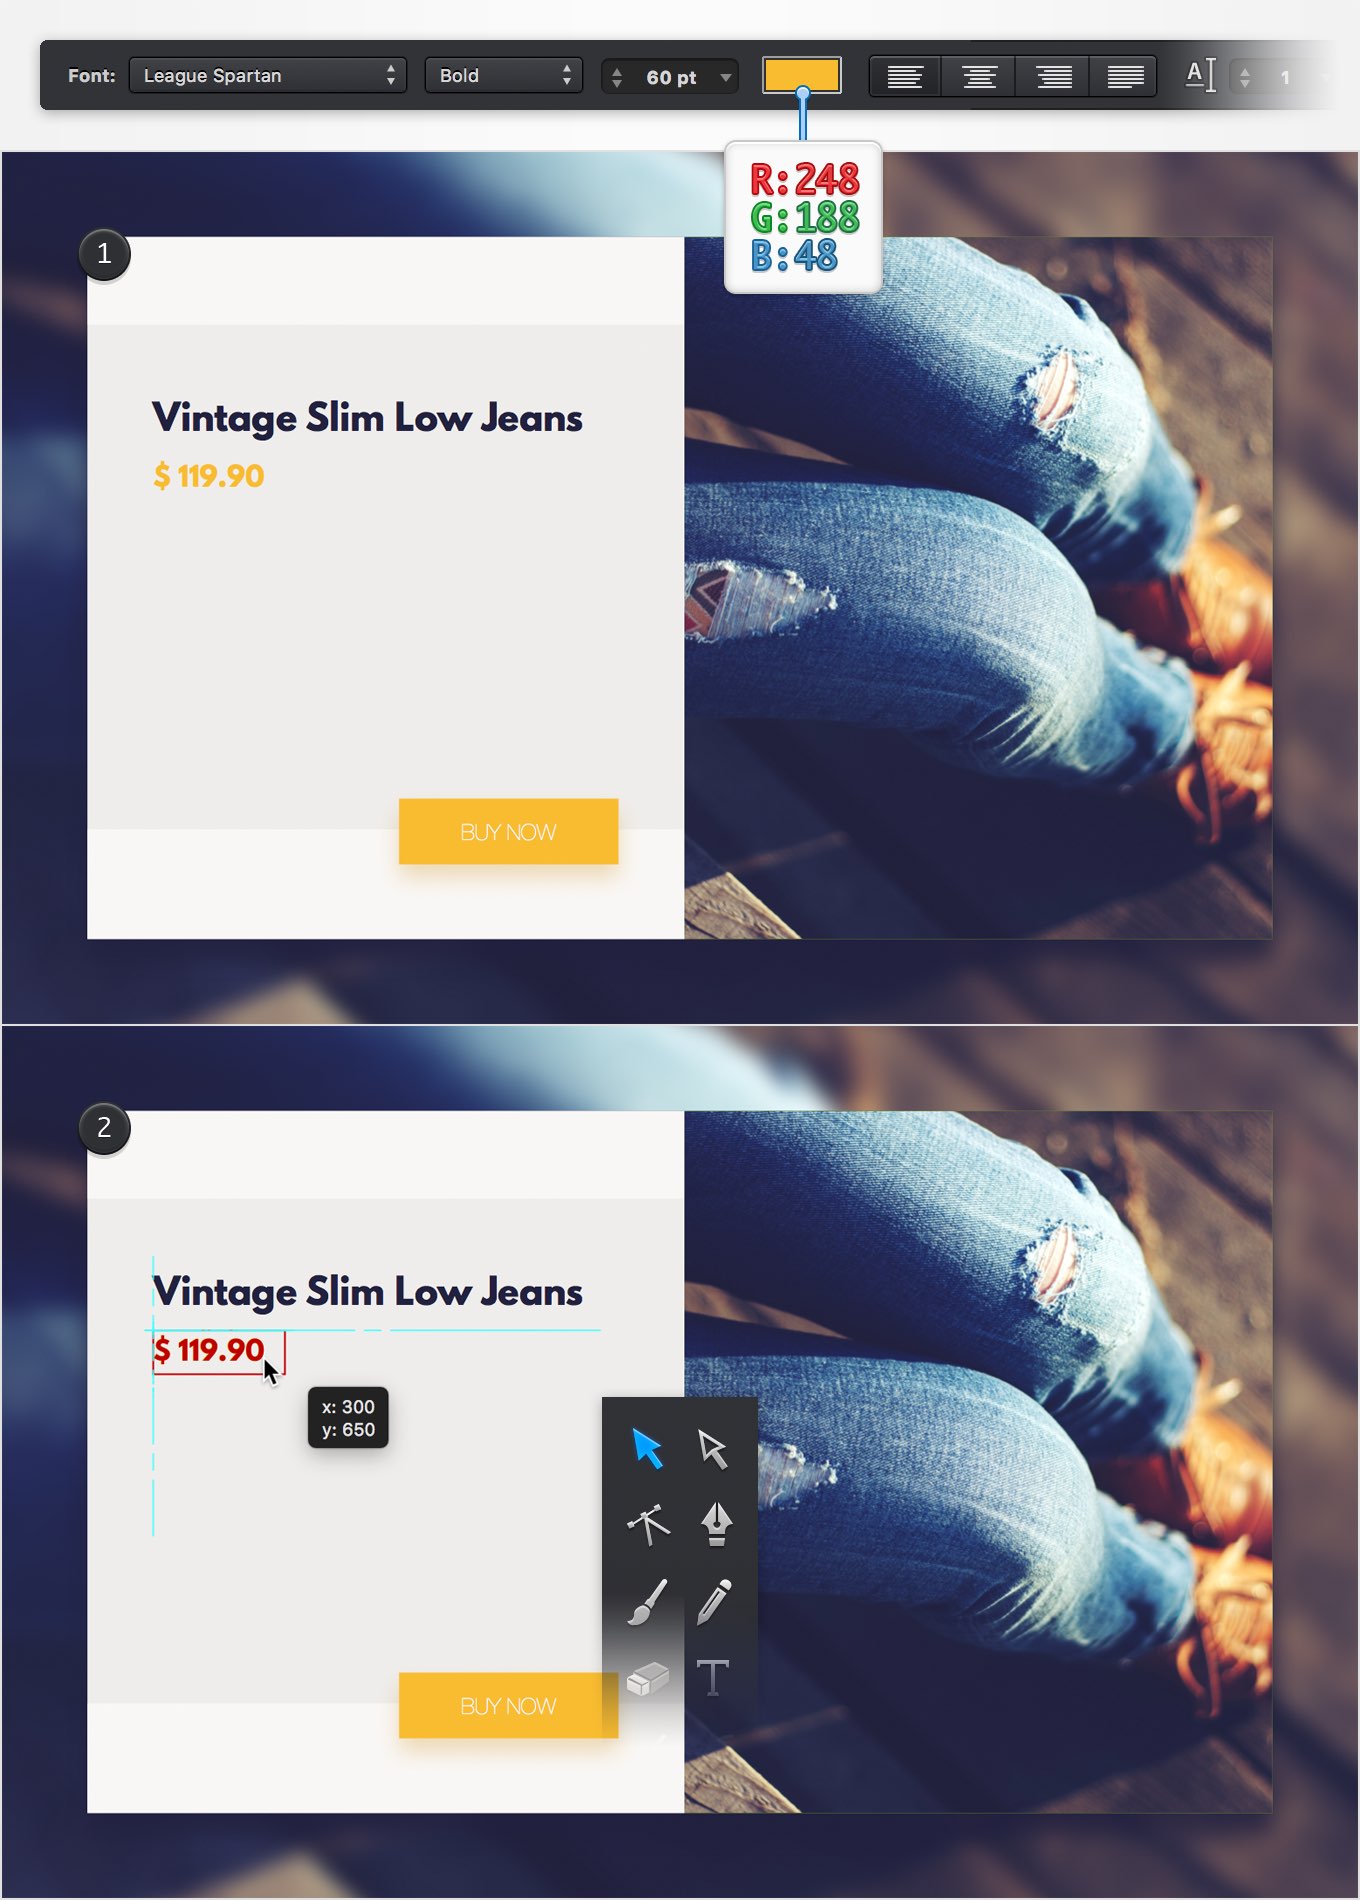 Font: League Spartan Bold 60 pt A 1
R:248
G:188
B:48
1
Vintage Slim Low Jeans
$ 119.90
BUY NOW
2
Vintage Slim Low Jeans
$ 119.90
x: 300
y: 650
T
BUY NOW